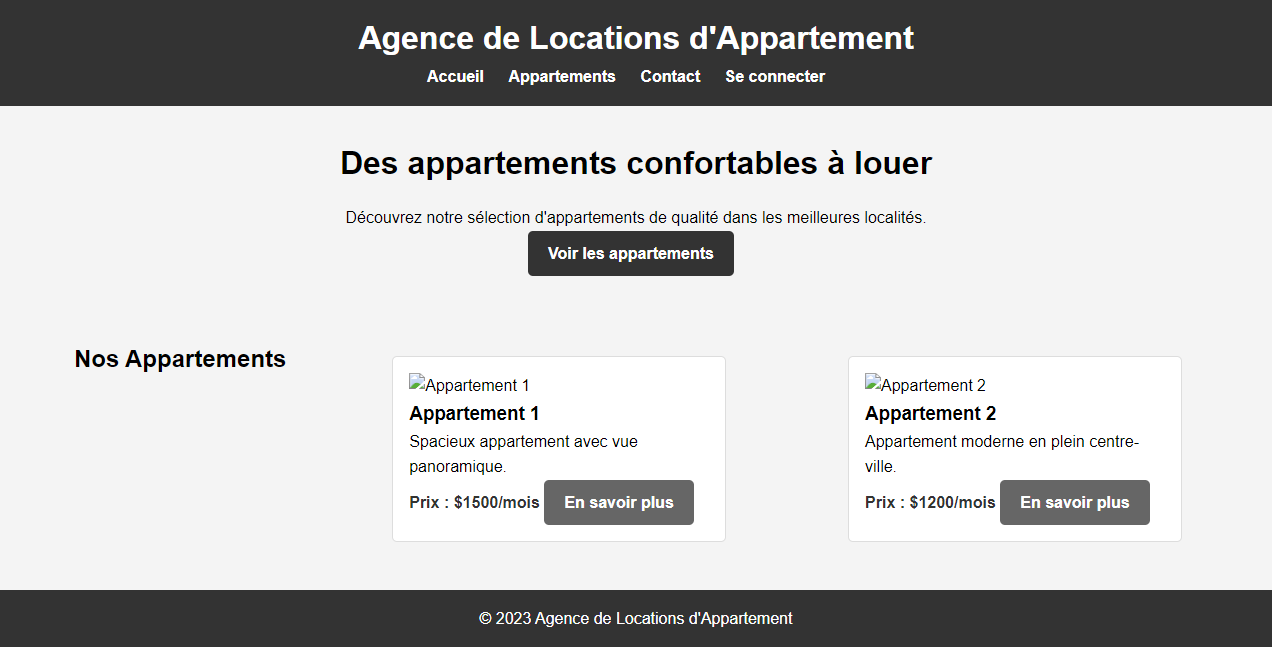 Agence de Locations d'Appartement
Accueil Appartements Contact Se connecter
Des appartements confortables à louer
Découvrez notre sélection d'appartements de qualité dans les meilleures localités.
Voir les appartements
Nos Appartements
Appartement 1
Appartement 1
Spacieux appartement avec vue
panoramique.
Prix : $1500/mois En savoir plus
Appartement 2
Appartement 2
Appartement moderne en plein centre-
ville.
Prix : $1200/mois En savoir plus
© 2023 Agence de Locations d'Appartement